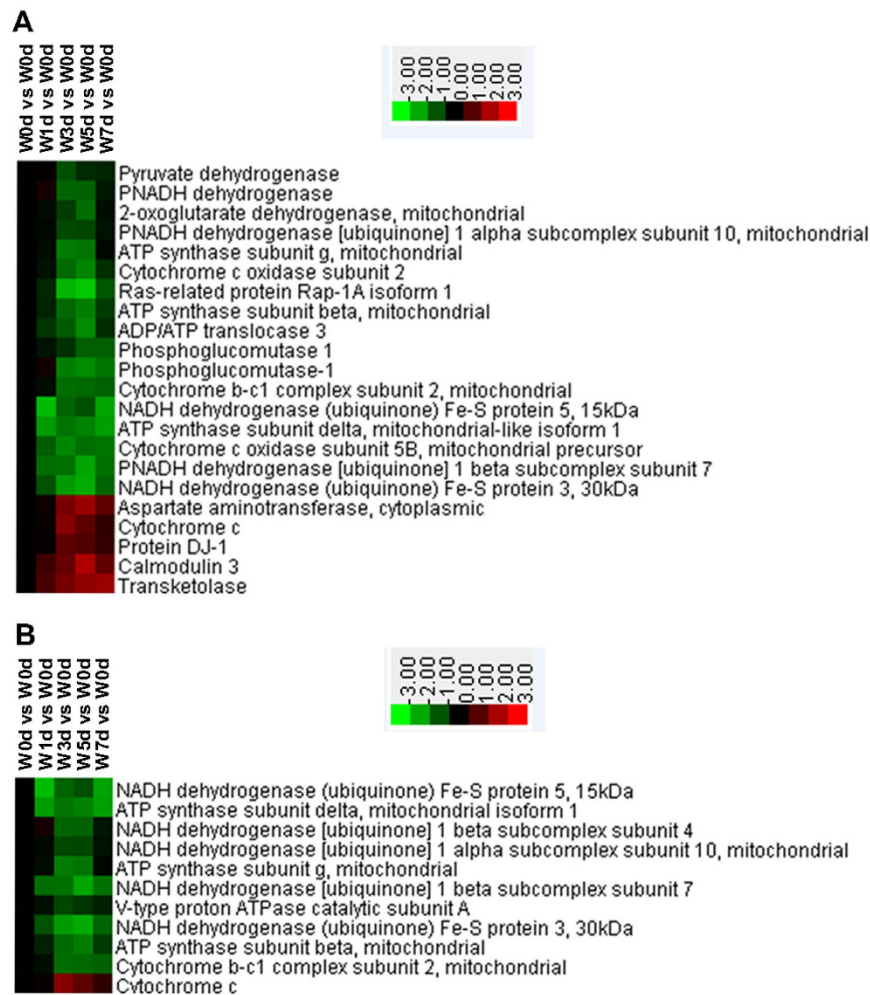 A
W0d vs W0d
W1d vs W0d
W3d vs W0d
W5d vs W0d
W7d vs W0d
-3.00
-2.00
-1.00
0.00
1.00
2.00
3.00
Pyruvate dehydrogenase
PNADH dehydrogenase
2-oxoglutarate dehydrogenase, mitochondrial
PNADH dehydrogenase [ubiquinone] 1 alpha subcomplex subunit 10, mitochondrial
ATP synthase subunit g, mitochondrial
Cytochrome c oxidase subunit 2
Ras-related protein Rap-1A isoform 1
ATP synthase subunit beta, mitochondrial
ADP/ATP translocase 3
Phosphoglucomutase 1
Phosphoglucomutase-1
Cytochrome b-c1 complex subunit 2, mitochondrial
NADH dehydrogenase (ubiquinone) Fe-S protein 5, 15kDa
ATP synthase subunit delta, mitochondrial-like isoform 1
Cytochrome c oxidase subunit 5B, mitochondrial precursor
PNADH dehydrogenase [ubiquinone] 1 beta subcomplex subunit 7
NADH dehydrogenase (ubiquinone) Fe-S protein 3, 30kDa
Aspartate aminotransferase, cytoplasmic
Cytochrome c
Protein DJ-1
Calmodulin 3
Transketolase
B
W0d vs W0d
W1d vs W0d
W3d vs W0d
W5d vs W0d
W7d vs W0d
-3.00
-2.00
-1.00
0.00
1.00
2.00
3.00
NADH dehydrogenase (ubiquinone) Fe-S protein 5, 15kDa
ATP synthase subunit delta, mitochondrial isoform 1
NADH dehydrogenase [ubiquinone] 1 beta subcomplex subunit 4
NADH dehydrogenase [ubiquinone] 1 alpha subcomplex subunit 10, mitochondrial
ATP synthase subunit g, mitochondrial
NADH dehydrogenase [ubiquinone] 1 beta subcomplex subunit 7
V-type proton ATPase catalytic subunit A
NADH dehydrogenase (ubiquinone) Fe-S protein 3, 30kDa
ATP synthase subunit beta, mitochondrial
Cytochrome b-c1 complex subunit 2, mitochondrial
Cytochrome c